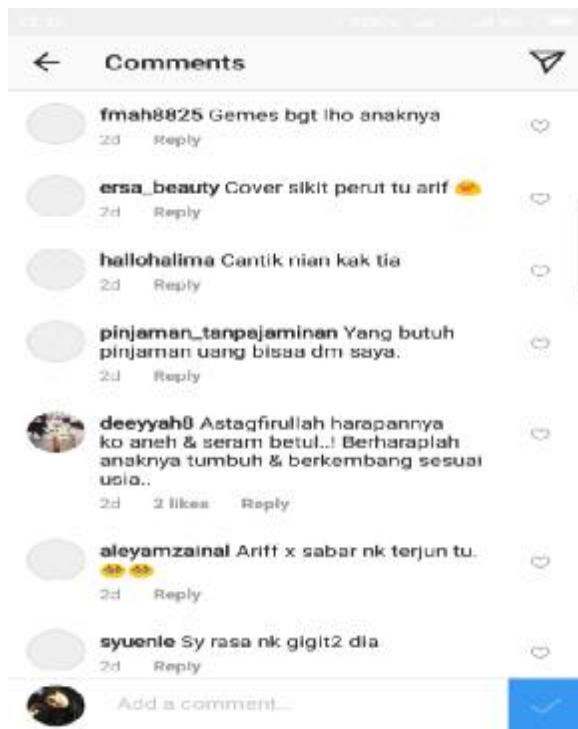 Comments
fmah8825 Gemes bgt lho anaknya
2d Reply
ersa_beauty Cover sikit perut tu arif
2d Reply
hallohalima Cantik nian kak tia
2d Reply
pinjaman_tanpajaminan Yang butuh
pinjaman uang bisaa dm saya.
2d Reply
deeyyah8 Astagfirullah harapannya
ko aneh & seram betul..! Berharaplah
anaknya tumbuh & berkembang sesuai
usia..
2d 2 likes Reply
aleyamzainal Ariff x sabar nk terjun tu.
2d Reply
syuenie Sy rasa nk gigit2 dia
2d Reply
Add a comment...